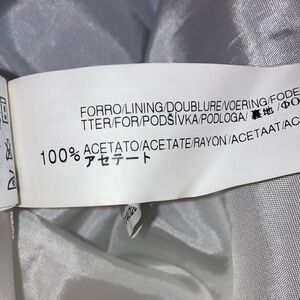 FORRO/LINING/DOUBLURE/VOERING/FODE
TTER/FOR/PODŠÍVKA/PODLOGA/裏地/ФО
100% ACETATO/ACETATE/RAYON/ACETAAT/AC
アセテート